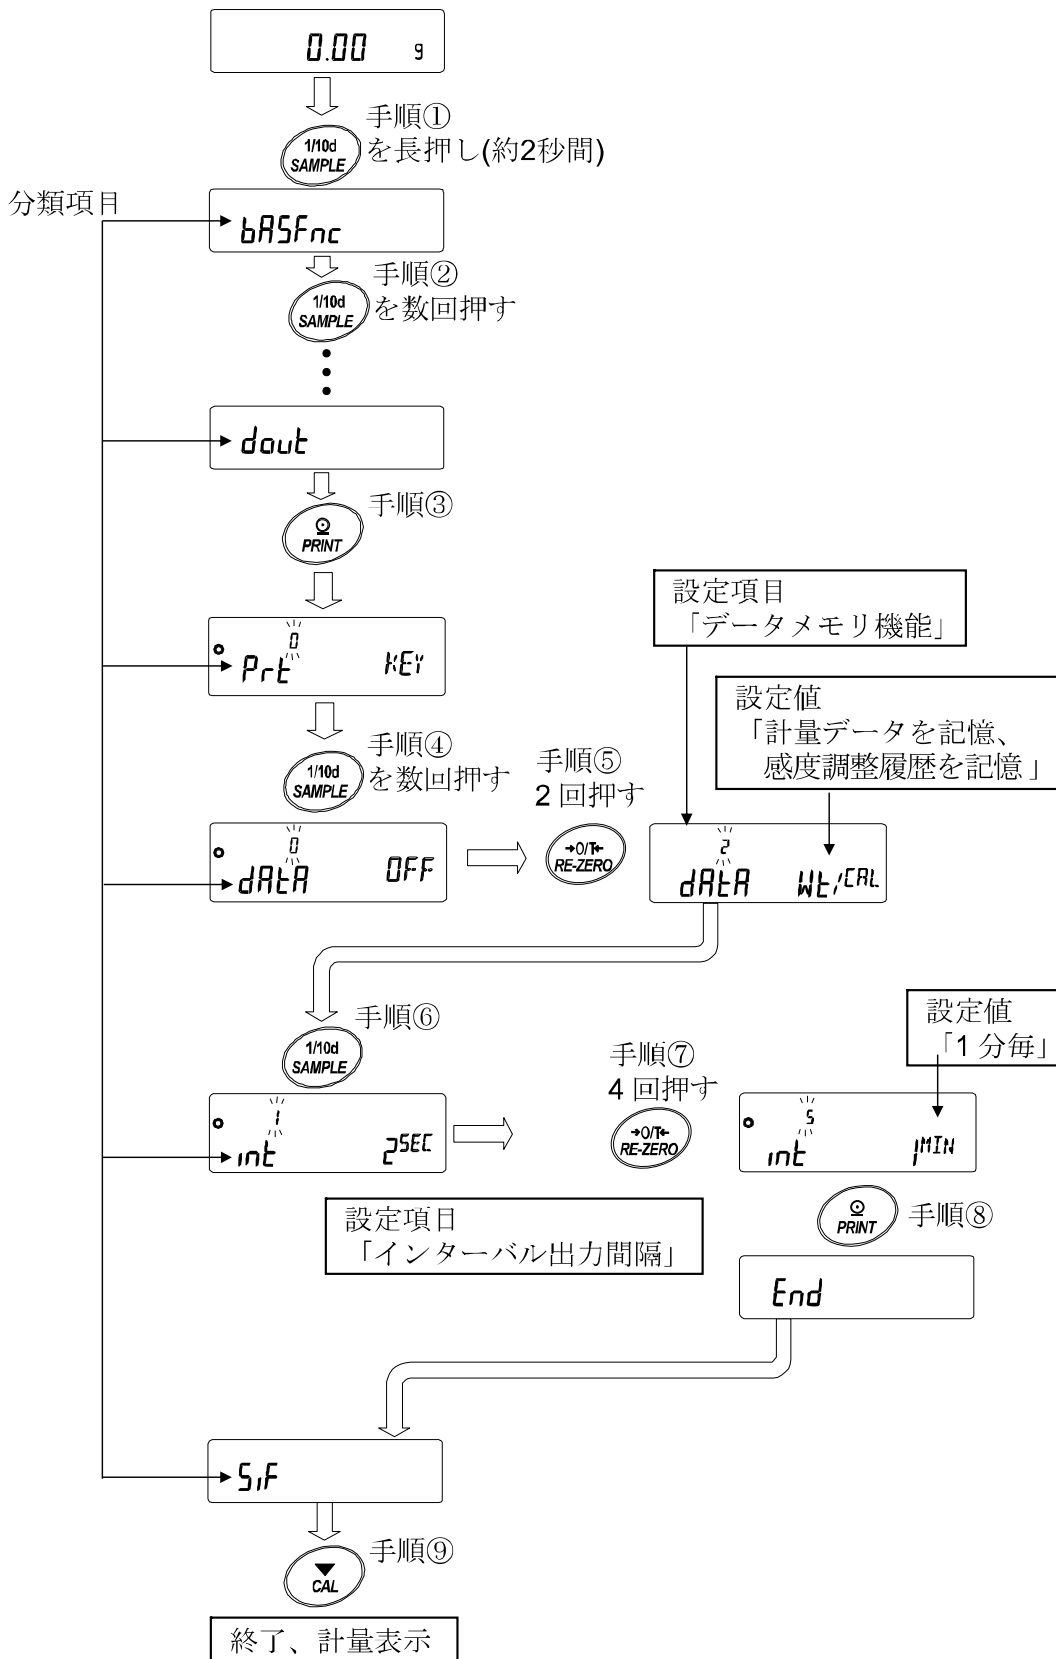 0.00 g
手順①
1/10d
SAMPLE
を長押し(約2秒間)
分類項目
bASFnc
手順②
1/10d
SAMPLE
を数回押す
dout
手順③
PRINT
0
Prt KEY
設定項目
「データメモリ機能」
設定値
「計量データを記憶、
感度調整履歴を記憶」
手順④
1/10d
SAMPLE
を数回押す
手順⑤
2 回押す
0
dAtA OFF
→0/T←
RE-ZERO
2
dAtA Wt/CAL
手順⑥
1/10d
SAMPLE
設定値
「1 分毎」
手順⑦
4 回押す
1
int 2SEC
→0/T←
RE-ZERO
5
int 1MIN
設定項目
「インターバル出力間隔」
PRINT
手順⑧
End
SiF
手順⑨
CAL
終了、計量表示